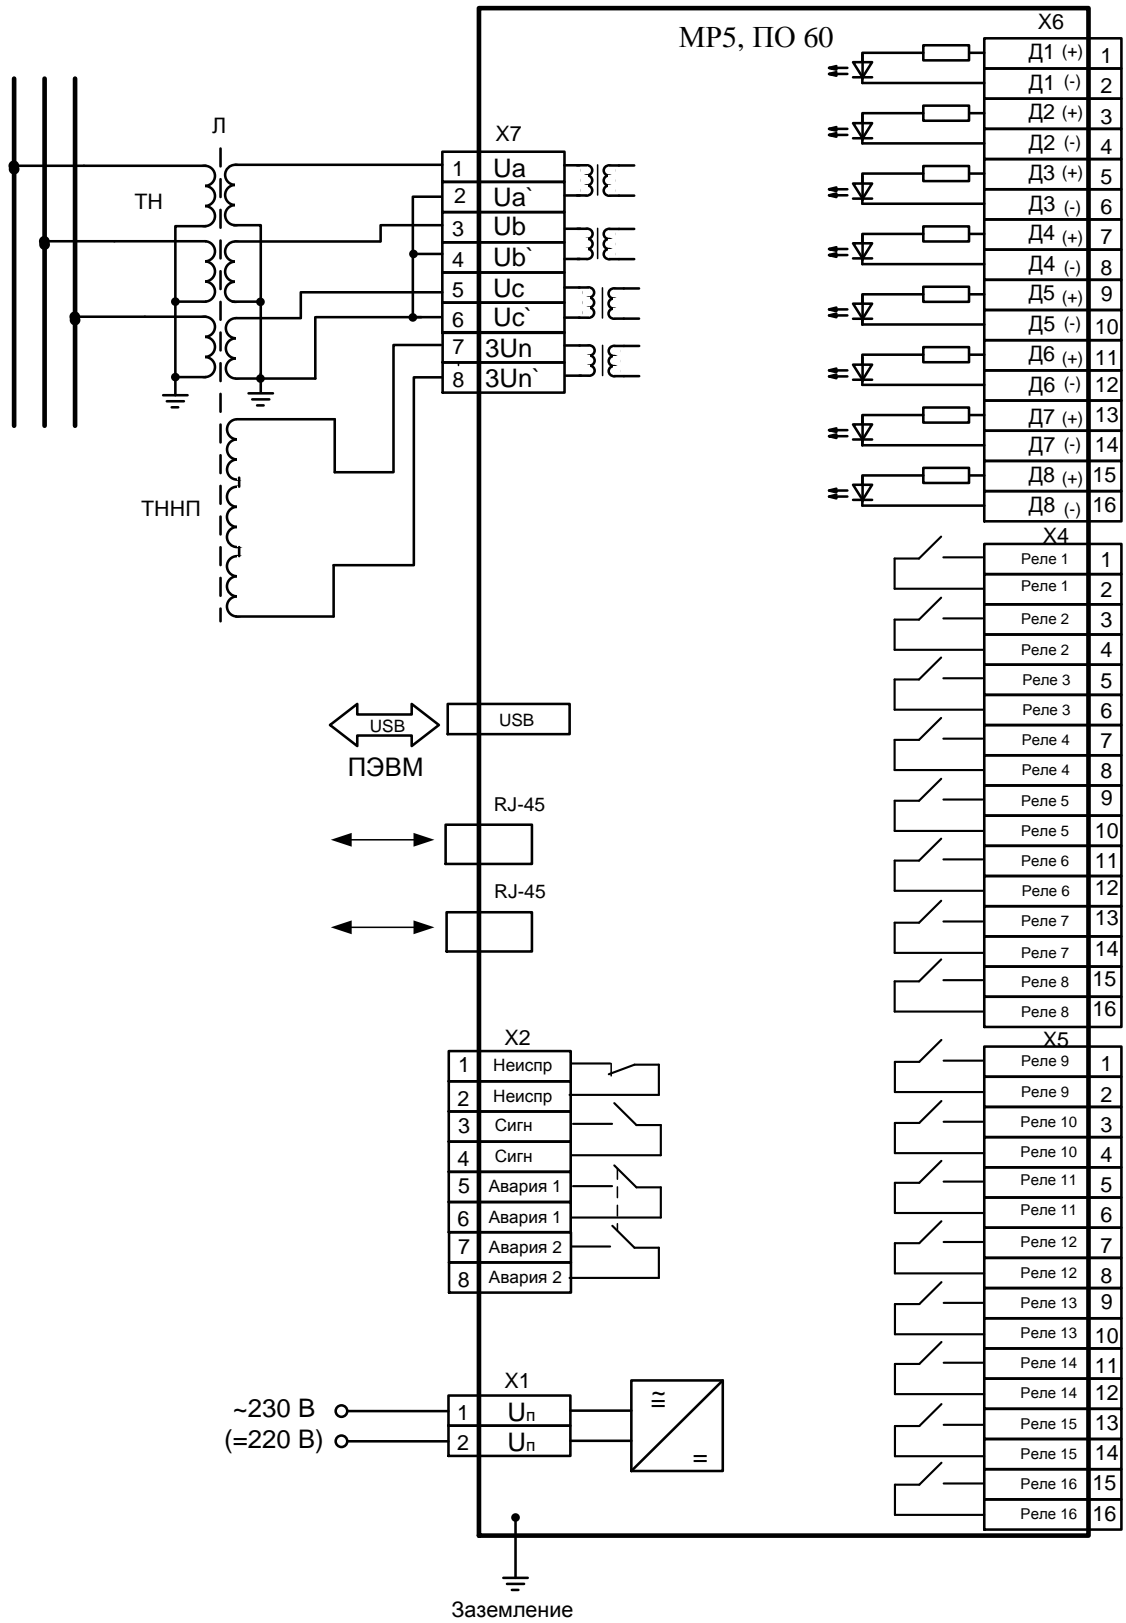 МР5, ПО 60
Л
ТН
ТННП
X7
1 Ua
2 Ua`
3 Ub
4 Ub`
5 Uc
6 Uc`
7 3Un
8 3Un`
USB
USB
ПЭВМ
RJ-45
RJ-45
X2
1 Неиспр
2 Неиспр
3 Сигн
4 Сигн
5 Авария 1
6 Авария 1
7 Авария 2
8 Авария 2
X1
~230 В
1 Uп
(=220 В)
2 Uп
≅
=
Заземление
X6
Д1 (+) 1
Д1 (-) 2
Д2 (+) 3
Д2 (-) 4
Д3 (+) 5
Д3 (-) 6
Д4 (+) 7
Д4 (-) 8
Д5 (+) 9
Д5 (-) 10
Д6 (+) 11
Д6 (-) 12
Д7 (+) 13
Д7 (-) 14
Д8 (+) 15
Д8 (-) 16
X4
Реле 1 1
Реле 1 2
Реле 2 3
Реле 2 4
Реле 3 5
Реле 3 6
Реле 4 7
Реле 4 8
Реле 5 9
Реле 5 10
Реле 6 11
Реле 6 12
Реле 7 13
Реле 7 14
Реле 8 15
Реле 8 16
X5
Реле 9 1
Реле 9 2
Реле 10 3
Реле 10 4
Реле 11 5
Реле 11 6
Реле 12 7
Реле 12 8
Реле 13 9
Реле 13 10
Реле 14 11
Реле 14 12
Реле 15 13
Реле 15 14
Реле 16 15
Реле 16 16